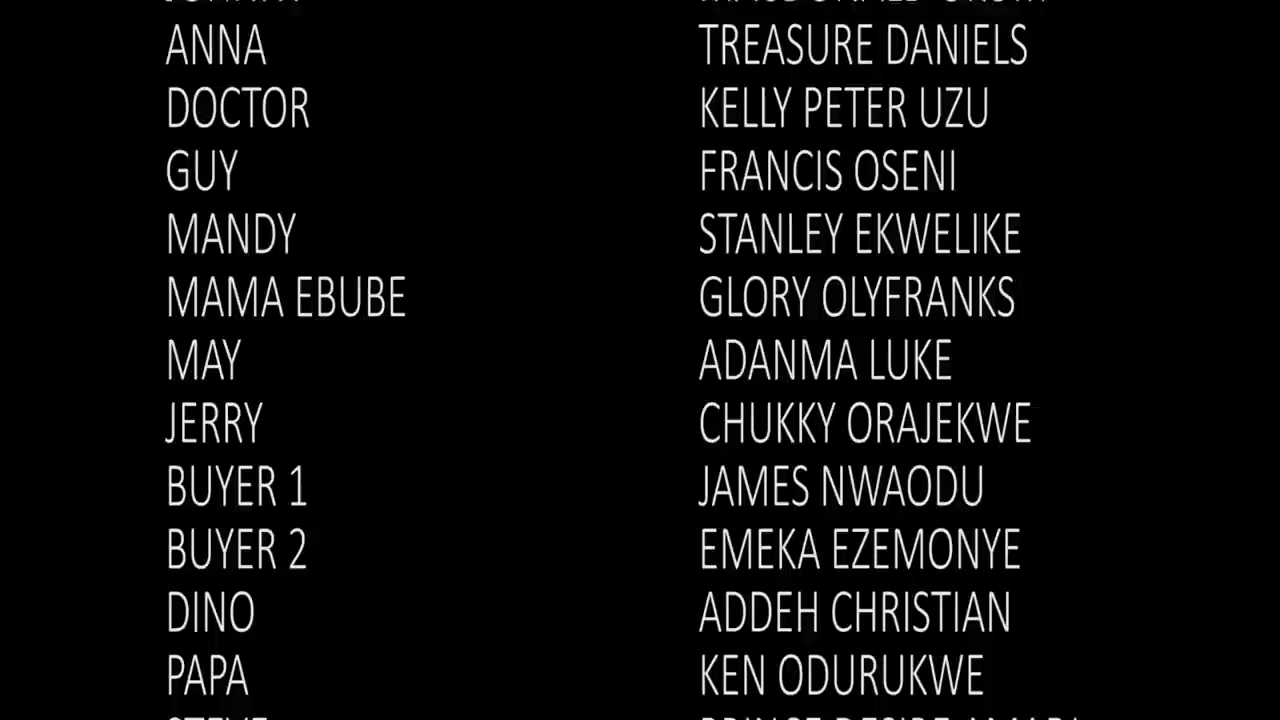 ANNA TREASURE DANIELS
DOCTOR KELLY PETER UZU
GUY FRANCIS OSENI
MANDY STANLEY EKWELIKE
MAMA EBUBE GLORY OLYFRANKS
MAY ADANMA LUKE
JERRY CHUKKY ORAJEKWE
BUYER 1 JAMES NWAODU
BUYER 2 EMEKA EZEMONYE
DINO ADDEH CHRISTIAN
PAPA KEN ODURUKWE